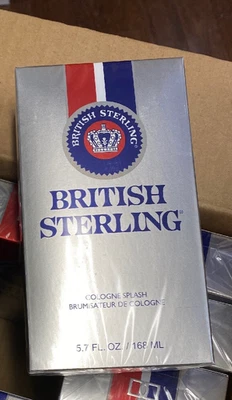 BRITISH STERLING
BRITISH
STERLING®
COLOGNE SPLASH
BRUMISATEUR DE COLOGNE
5.7 FL. OZ. / 168 ML